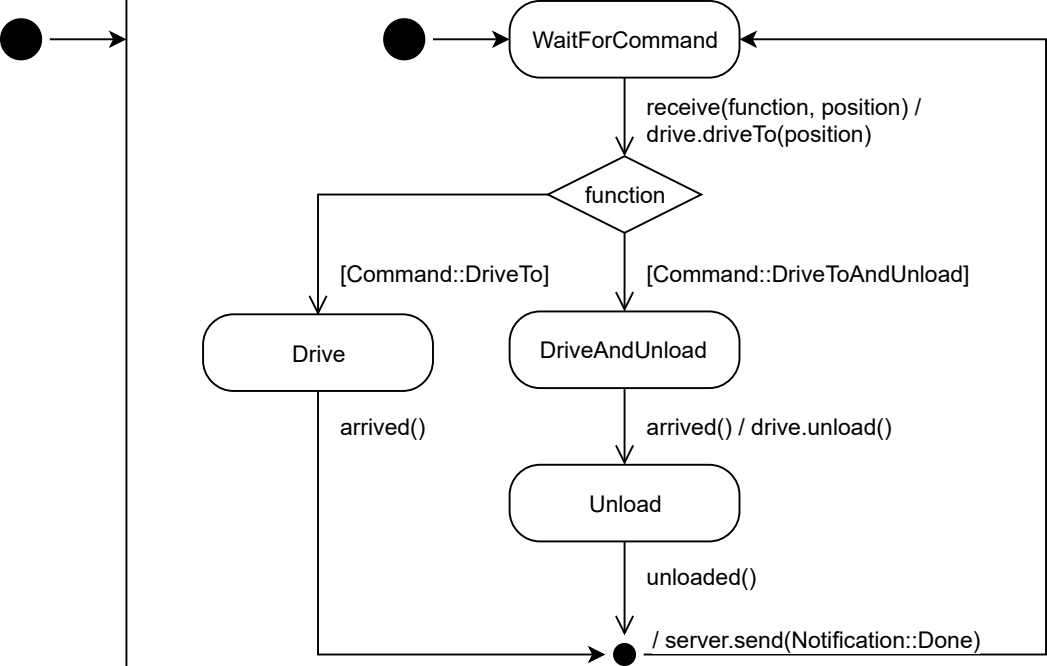 WaitForCommand
receive(function, position) /
drive.driveTo(position)
function
[Command::DriveTo]
[Command::DriveToAndUnload]
Drive
DriveAndUnload
arrived()
arrived() / drive.unload()
Unload
unloaded()
/ server.send(Notification::Done)